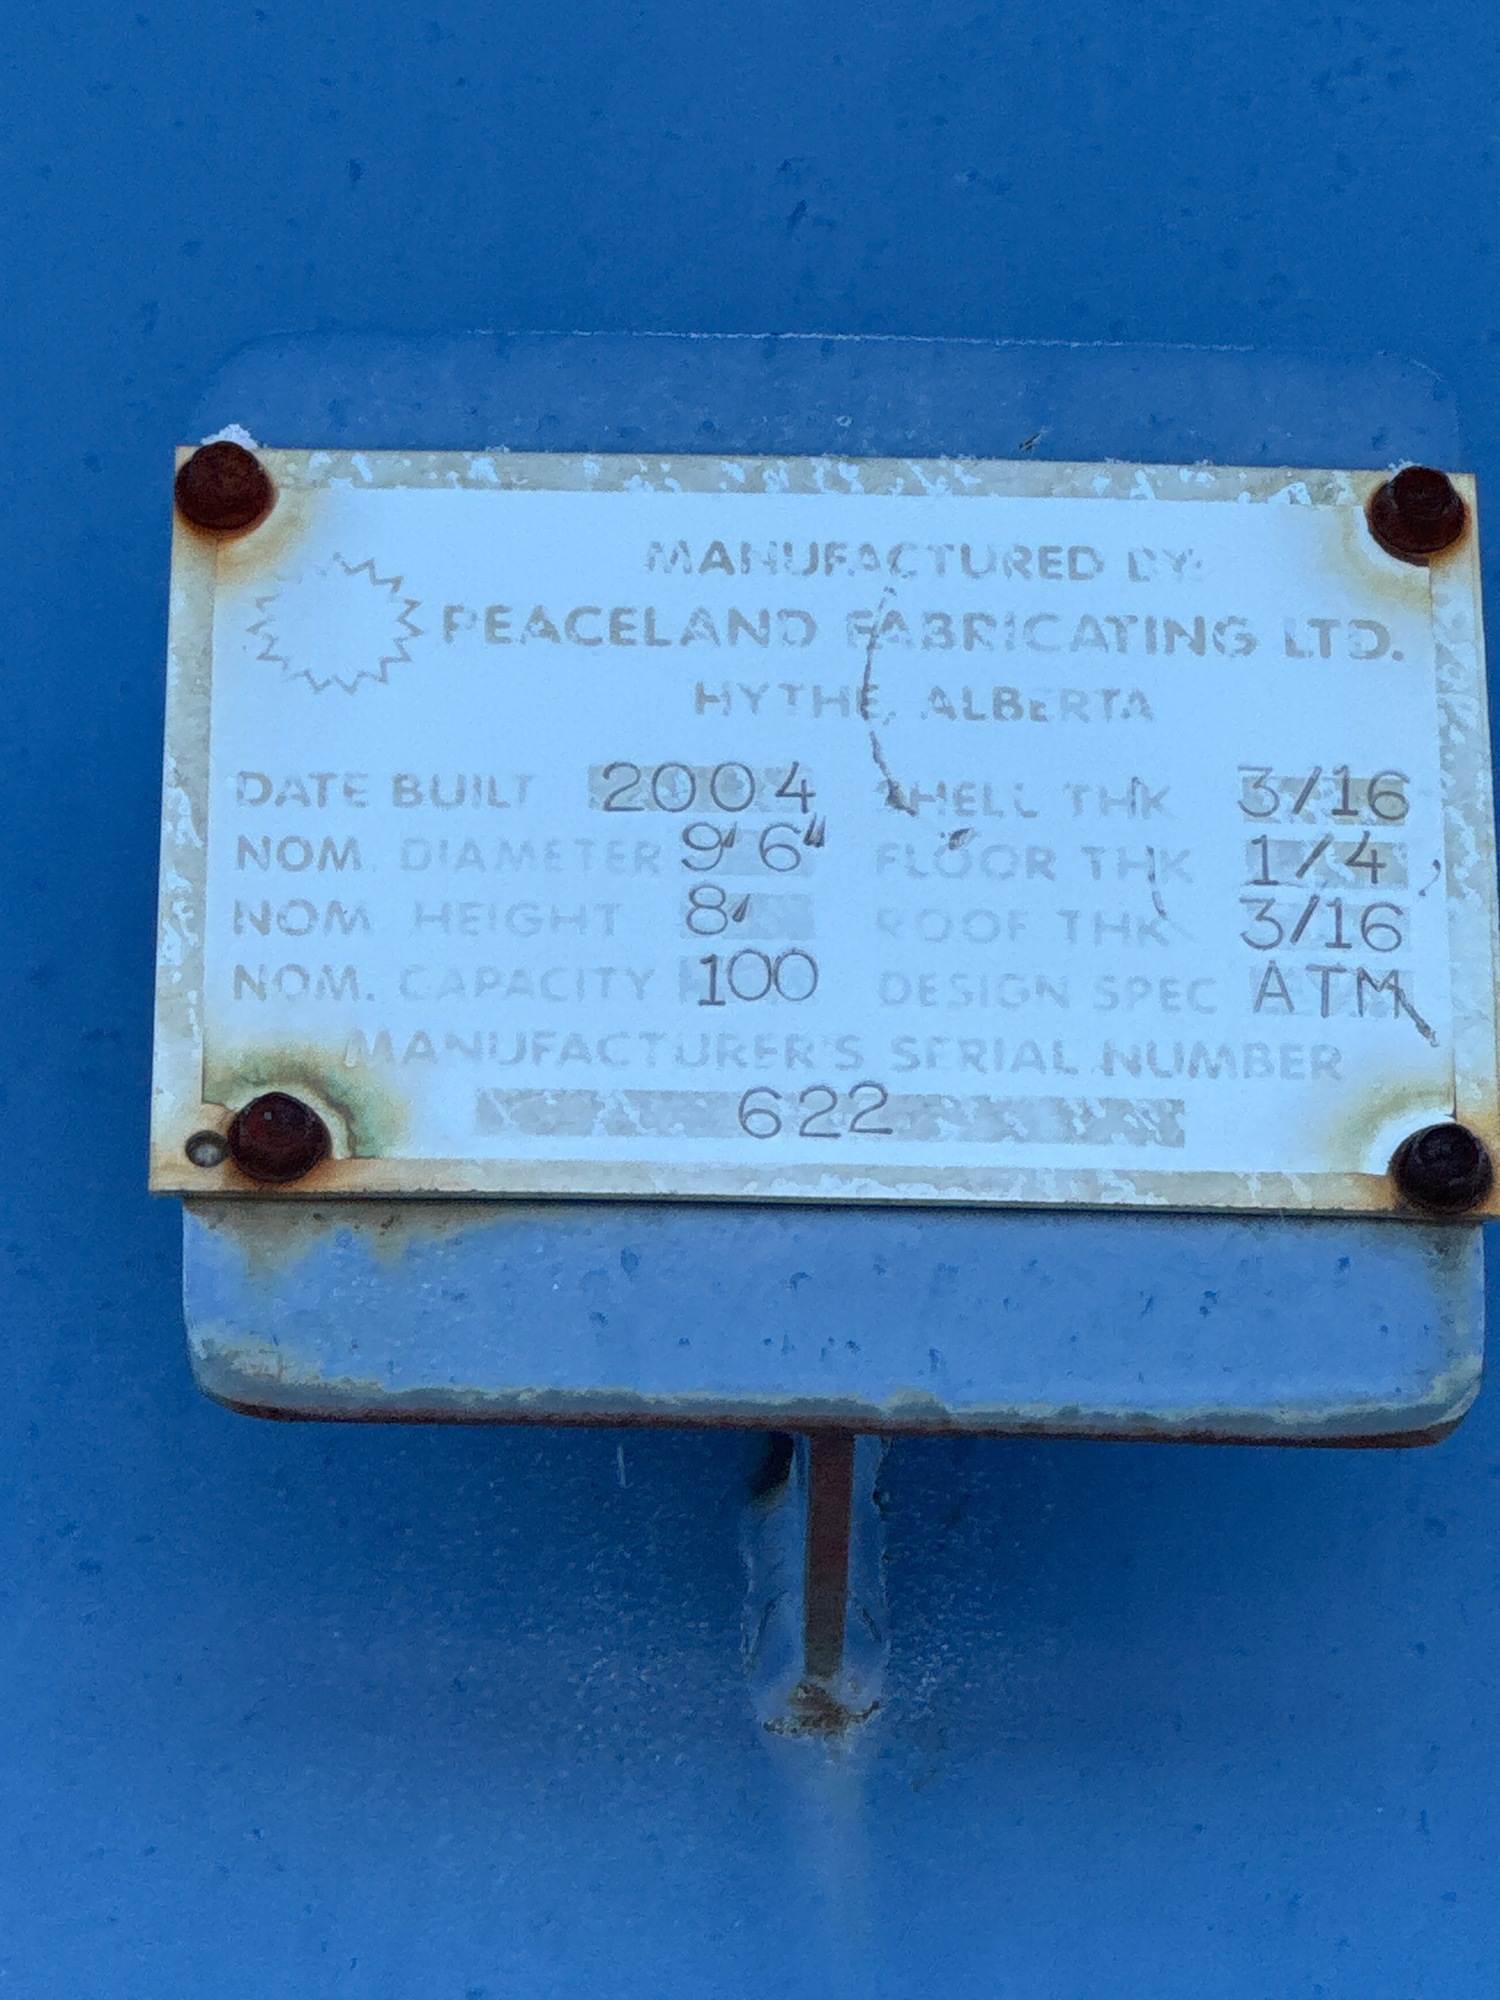 MANUFACTURED BY:
PEACELAND FABRICATING LTD.
HYTHE, ALBERTA
DATE BUILT 2004 SHELL THK 3/16
NOM. DIAMETER 9' 6" FLOOR THK 1/4
NOM. HEIGHT 8' ROOF THK 3/16
NOM. CAPACITY 100 DESIGN SPEC ATM
MANUFACTURER'S SERIAL NUMBER
622